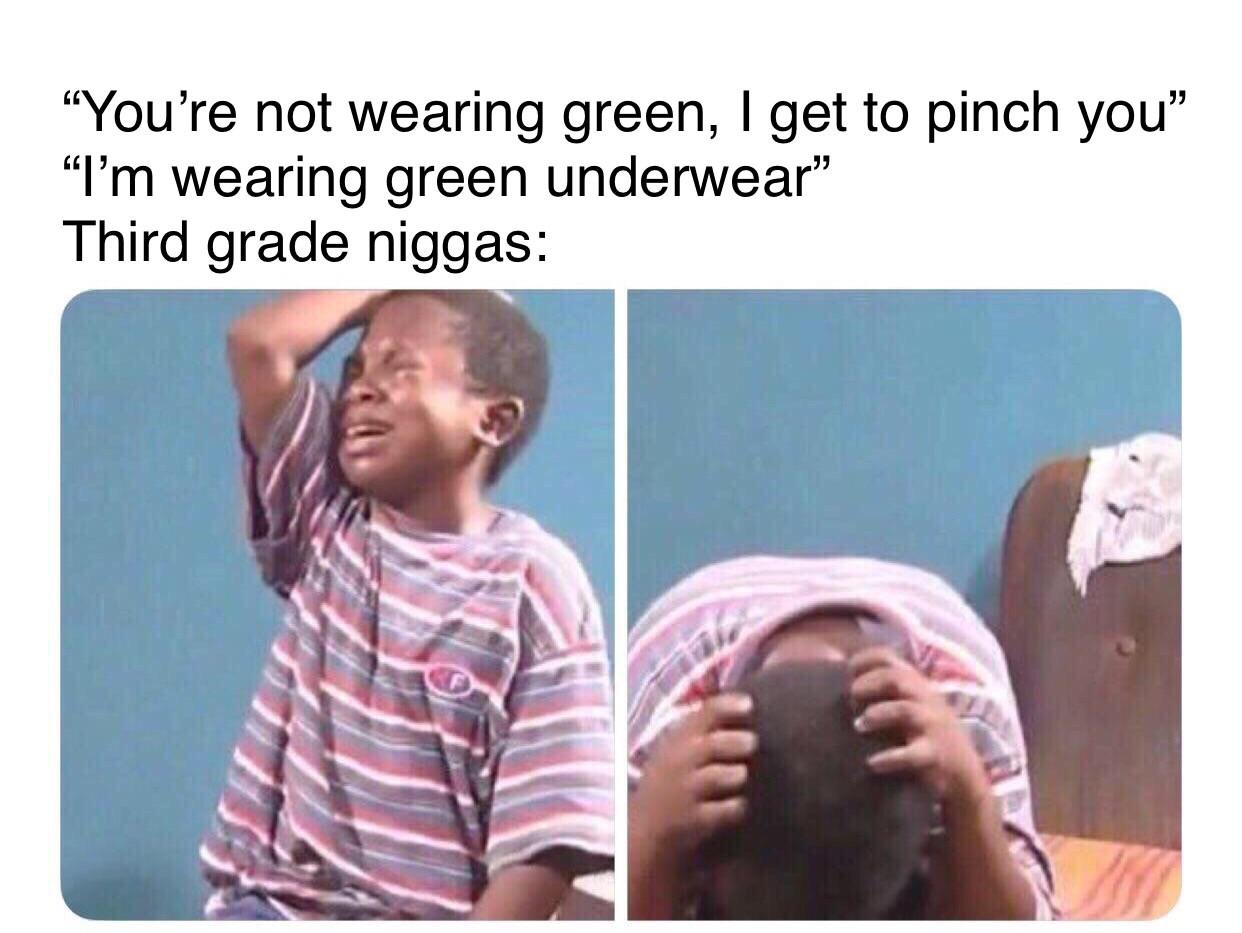 “You’re not wearing green, I get to pinch you”
“I’m wearing green underwear”
Third grade niggas: